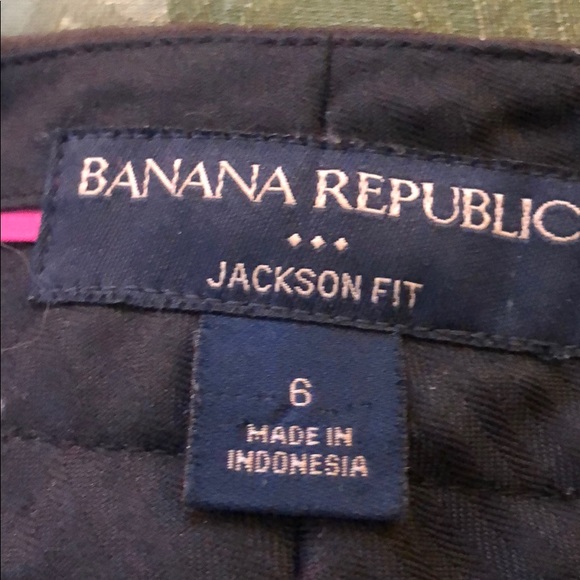 BANANA REPUBLIC
JACKSON FIT
6
MADE IN
INDONESIA